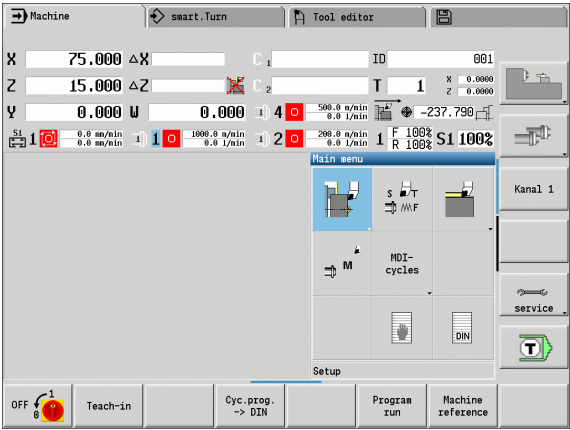 Machine
smart.Turn
Tool editor
X 75.000 ΔX C 1 ID 001
Z 15.000 ΔZ C 2 T 1 X 0.0000
Z 0.0000
Y 0.000 W 0.000 4 500.0 m/min
0.0 1/min
-237.790
S1 1 0.0 mm/min
0.0 mm/min
1 1000.0 m/min
0.0 1/min
2 200.0 m/min
0.0 1/min
1 F 100%
R 100%
S1 100%
Main menu
S T
F
M
MDI-
cycles
DIN
Setup
Kanal 1
service
T
OFF 1
0
Teach-in
Cyc.prog.
-> DIN
Program
run
Machine
reference